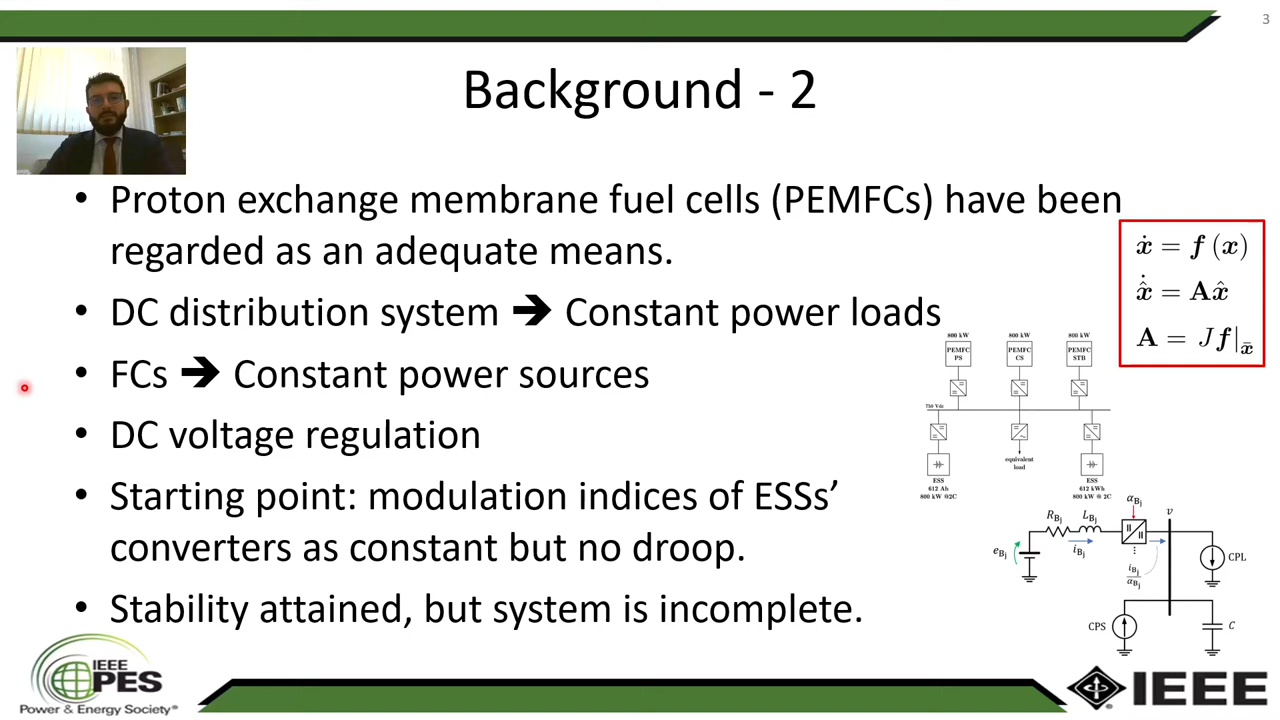 3
Background - 2
• Proton exchange membrane fuel cells (PEMFCs) have been
regarded as an adequate means.
• DC distribution system ➔ Constant power loads
• FCs ➔ Constant power sources
• DC voltage regulation
• Starting point: modulation indices of ESSs’
converters as constant but no droop.
• Stability attained, but system is incomplete.
ẋ = f (x)
x̂̇ = Ax̂
A = Jf|x̄
800 kW 800 kW 800 kW
PEMFC PS
PEMFC CS
PEMFC STB
750 Vdc
equivalent
load
ESS
612 Ah
800 kW @2C
ESS
612 kWh
800 kW @ 2C
R_Bj L_Bj α_Bj v
e_Bj i_Bj
i_Bj/α_Bj
CPL
CPS C
IEEE
PES
Power & Energy Society®
IEEE